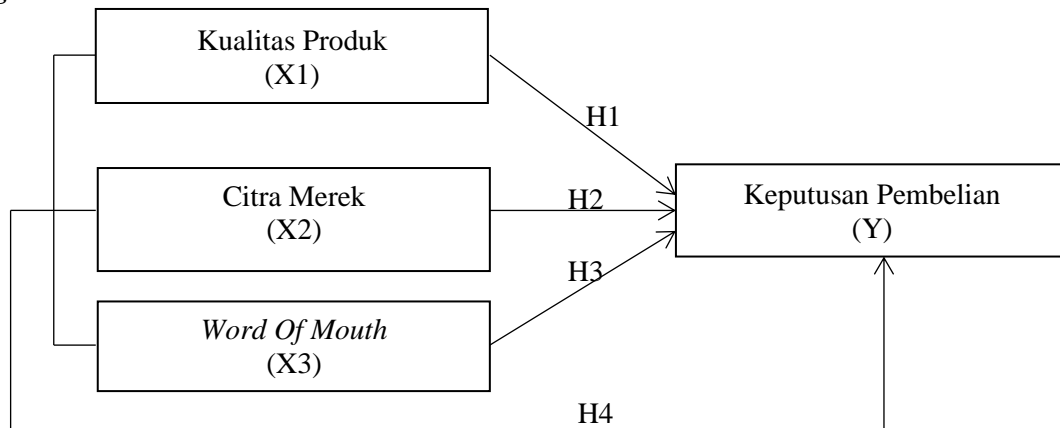 Kualitas Produk
(X1)
H1
Citra Merek
(X2)
H2
Keputusan Pembelian
(Y)
H3
Word Of Mouth
(X3)
H4